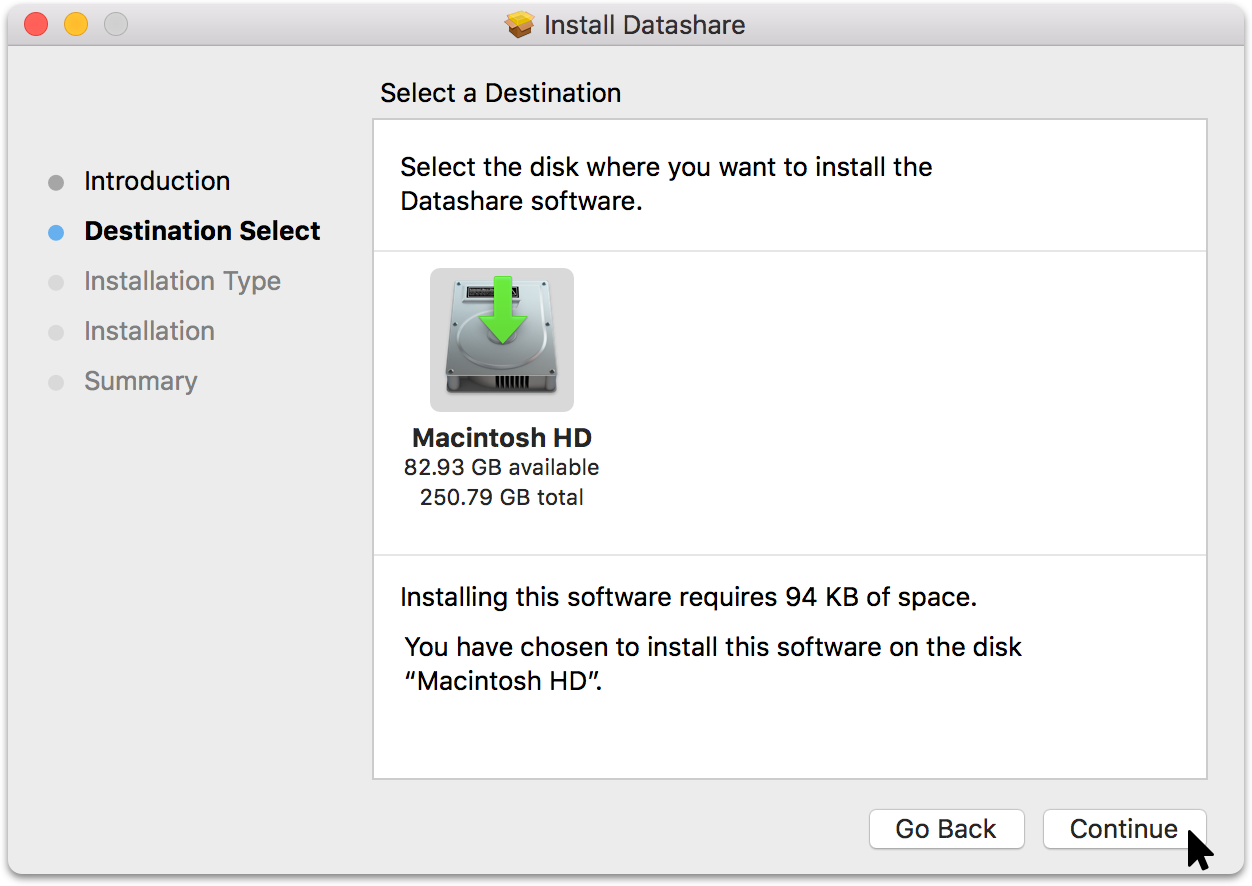 Install Datashare
Select a Destination
Introduction
Destination Select
Installation Type
Installation
Summary
Select the disk where you want to install the
Datashare software.
Macintosh HD
82.93 GB available
250.79 GB total
Installing this software requires 94 KB of space.
You have chosen to install this software on the disk
“Macintosh HD”.
Go Back
Continue